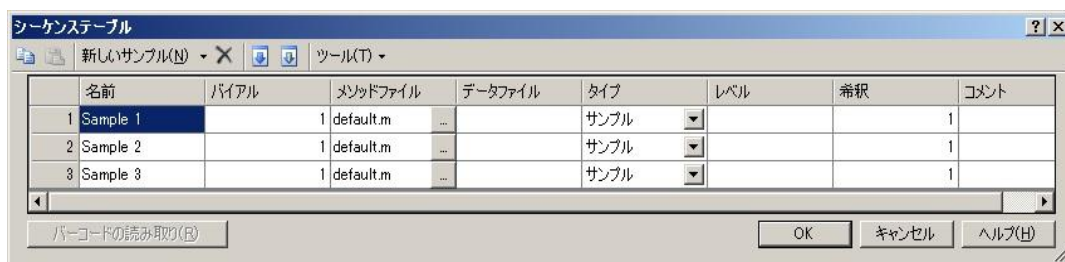 シーケンステーブル
新しいサンプル(N) ツール(T)
名前 バイアル メソッドファイル データファイル タイプ レベル 希釈 コメント
1 Sample 1 1 default.m ... サンプル 1
2 Sample 2 1 default.m ... サンプル 1
3 Sample 3 1 default.m ... サンプル 1
バーコードの読み取り(R) OK キャンセル ヘルプ(H)